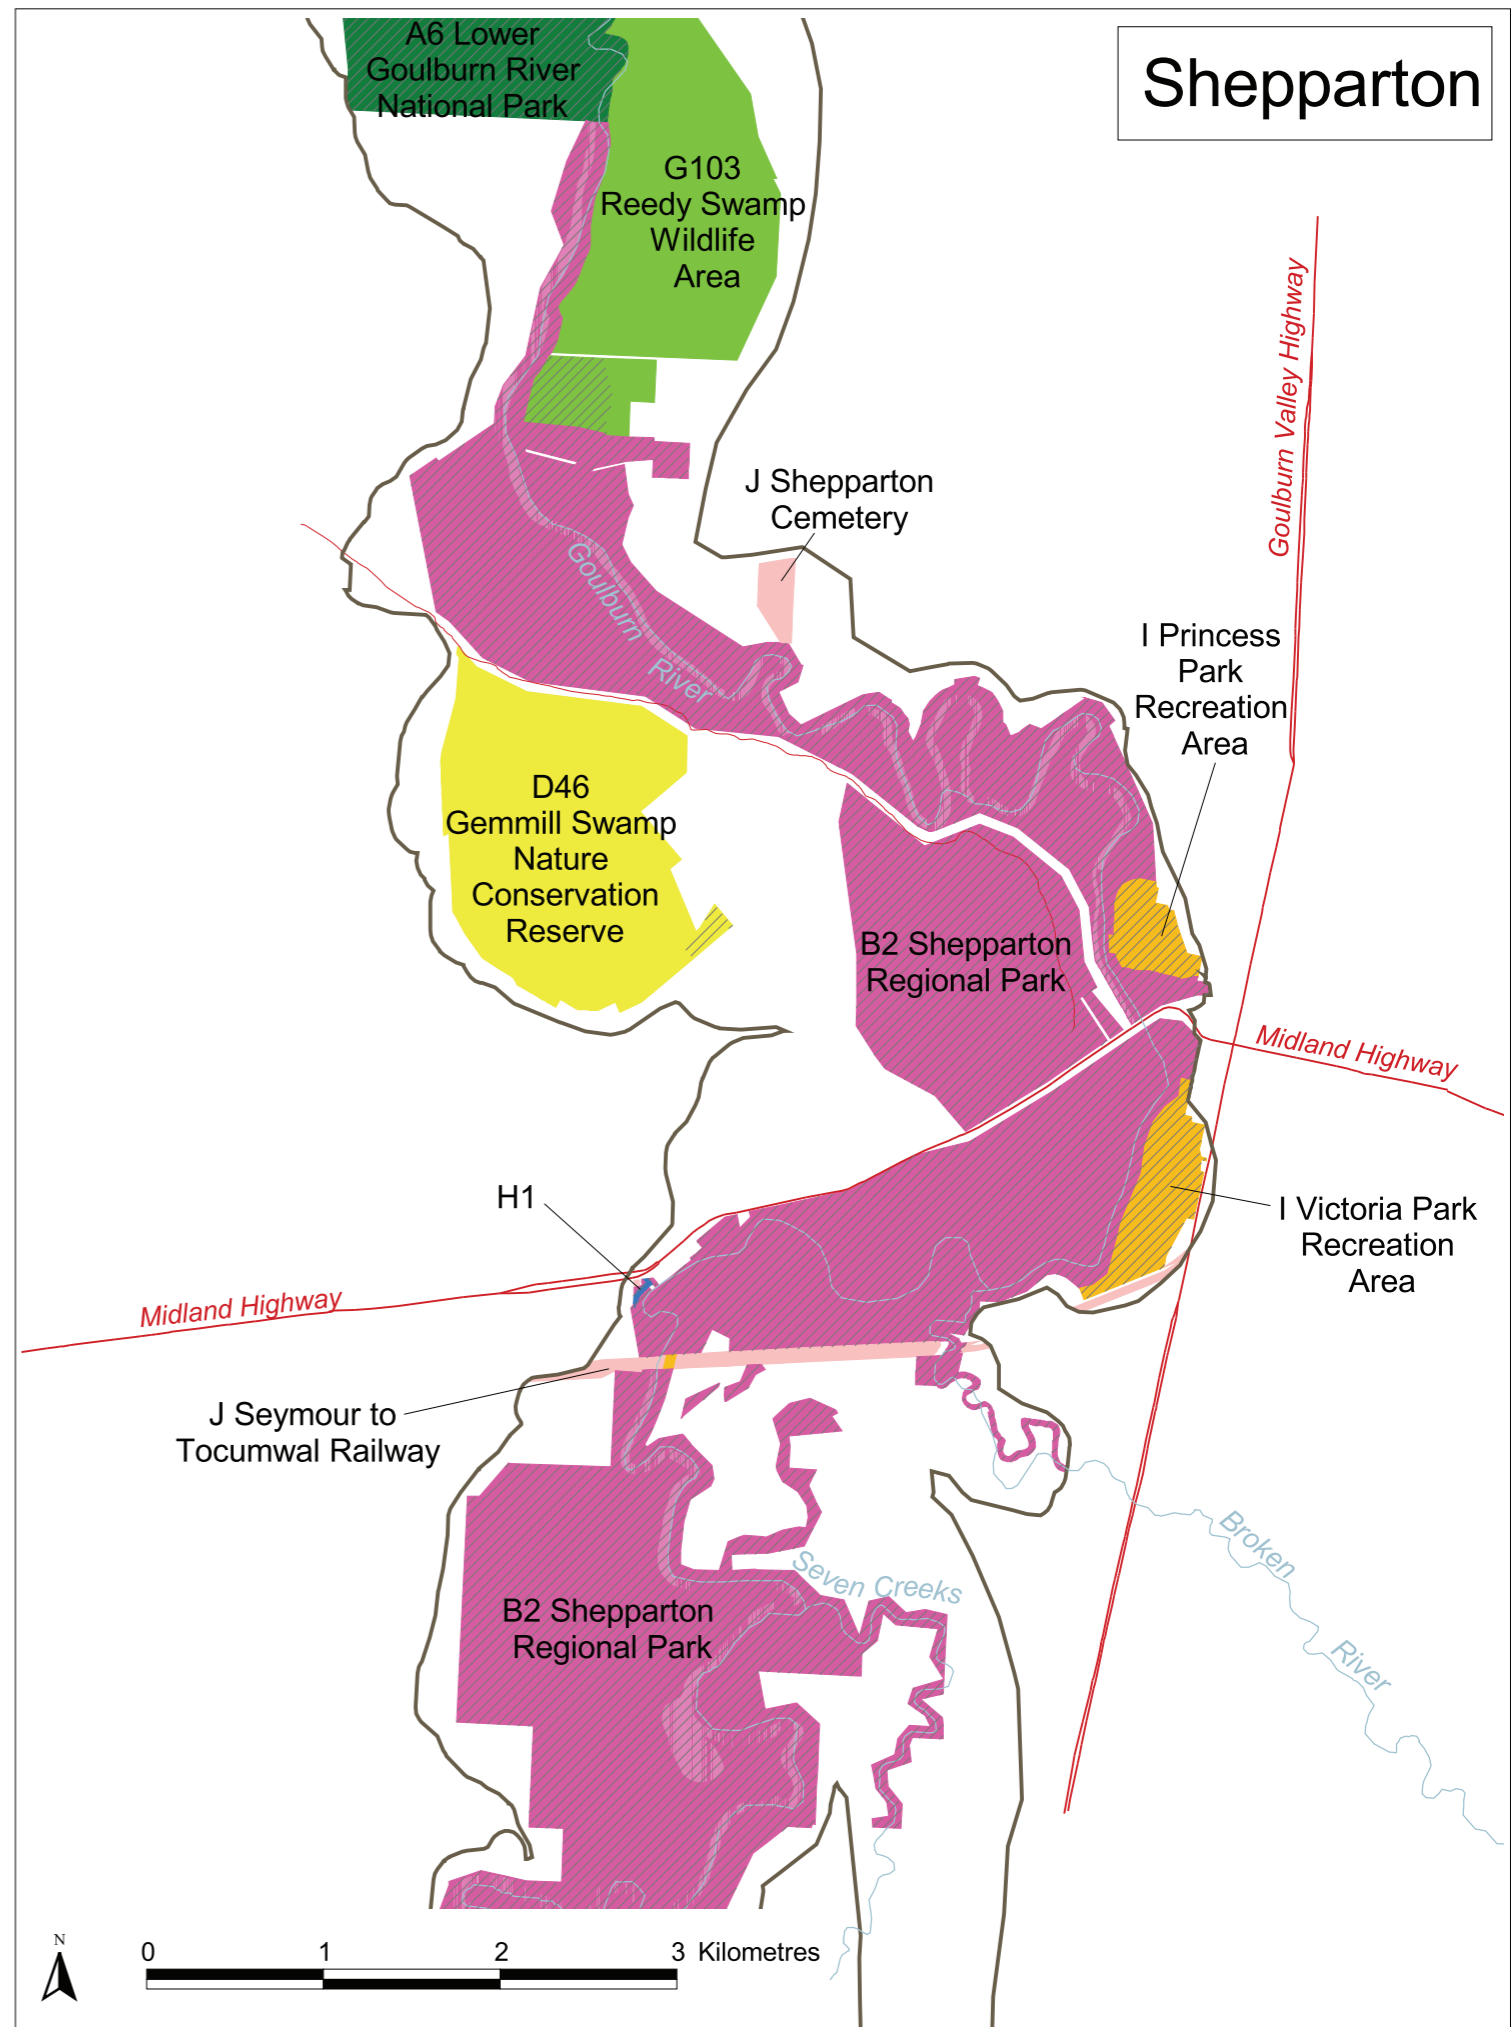 Shepparton
A6 Lower
Goulburn River
National Park
G103
Reedy Swamp
Wildlife
Area
Goulburn Valley Highway
J Shepparton
Cemetery
Goulburn
River
I Princess
Park
Recreation
Area
D46
Gemmill Swamp
Nature
Conservation
Reserve
B2 Shepparton
Regional Park
Midland Highway
H1
I Victoria Park
Recreation
Area
Midland Highway
J Seymour to
Tocumwal Railway
Broken
River
Seven Creeks
B2 Shepparton
Regional Park
N
0 1 2 3 Kilometres